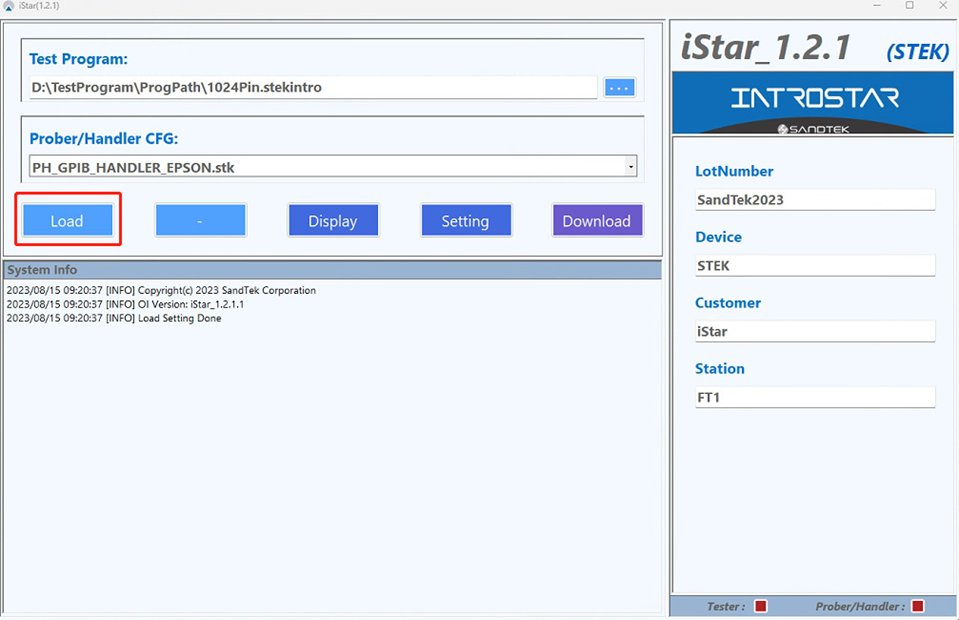 iStar(1.2.1)
Test Program:
D:\TestProgram\ProgPath\1024Pin.stekintro
...
Prober/Handler CFG:
PH_GPIB_HANDLER_EPSON.stk
Load
-
Display
Setting
Download
System Info
2023/08/15 09:20:37 [INFO] Copyright(c) 2023 SandTek Corporation
2023/08/15 09:20:37 [INFO] OI Version: iStar_1.2.1.1
2023/08/15 09:20:37 [INFO] Load Setting Done
iStar_1.2.1 (STEK)
INTROSTAR
SANDTEK
LotNumber
SandTek2023
Device
STEK
Customer
iStar
Station
FT1
Tester : Prober/Handler :